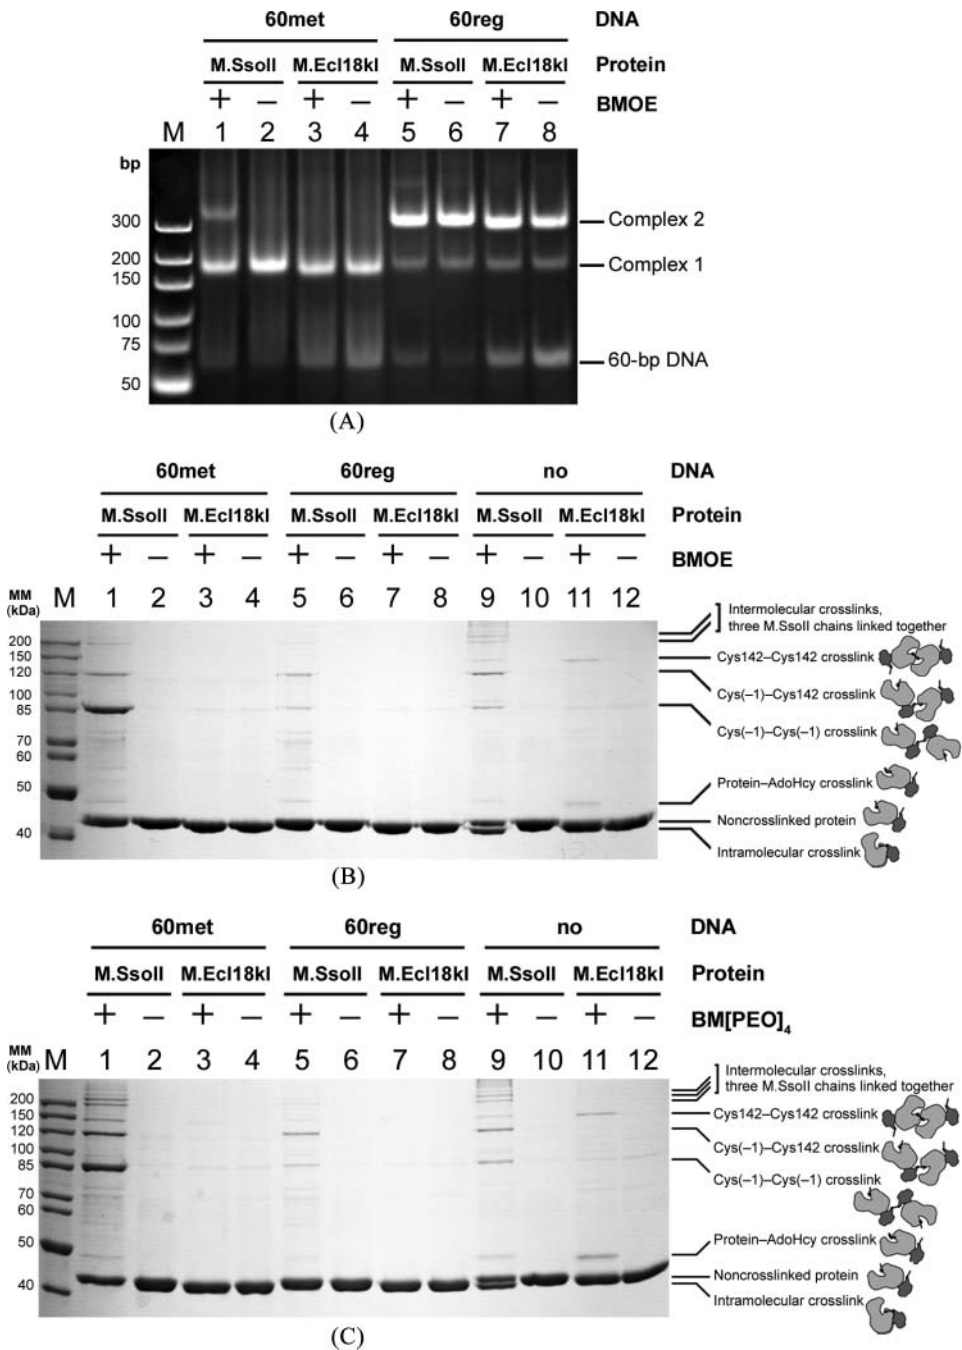 60met 60reg DNA
M.SsoII M.Ecl18kI M.SsoII M.Ecl18kI Protein
+ − + − + − + − BMOE
M 1 2 3 4 5 6 7 8
bp
300
200
150
100
75
50
Complex 2
Complex 1
60-bp DNA
(A)
60met 60reg no DNA
M.SsoII M.Ecl18kI M.SsoII M.Ecl18kI M.SsoII M.Ecl18kI Protein
+ − + − + − + − + − + − BMOE
MM
(kDa)
M 1 2 3 4 5 6 7 8 9 10 11 12
200
150
120
100
85
70
60
50
40
Intermolecular crosslinks,
three M.SsoII chains linked together
Cys142–Cys142 crosslink
Cys(–1)–Cys142 crosslink
Cys(–1)–Cys(–1) crosslink
Protein–AdoHcy crosslink
Noncrosslinked protein
Intramolecular crosslink
(B)
60met 60reg no DNA
M.SsoII M.Ecl18kI M.SsoII M.Ecl18kI M.SsoII M.Ecl18kI Protein
+ − + − + − + − + − + − BM[PEO]4
MM
(kDa)
M 1 2 3 4 5 6 7 8 9 10 11 12
200
150
120
100
85
70
60
50
40
Intermolecular crosslinks,
three M.SsoII chains linked together
Cys142–Cys142 crosslink
Cys(–1)–Cys142 crosslink
Cys(–1)–Cys(–1) crosslink
Protein–AdoHcy crosslink
Noncrosslinked protein
Intramolecular crosslink
(C)